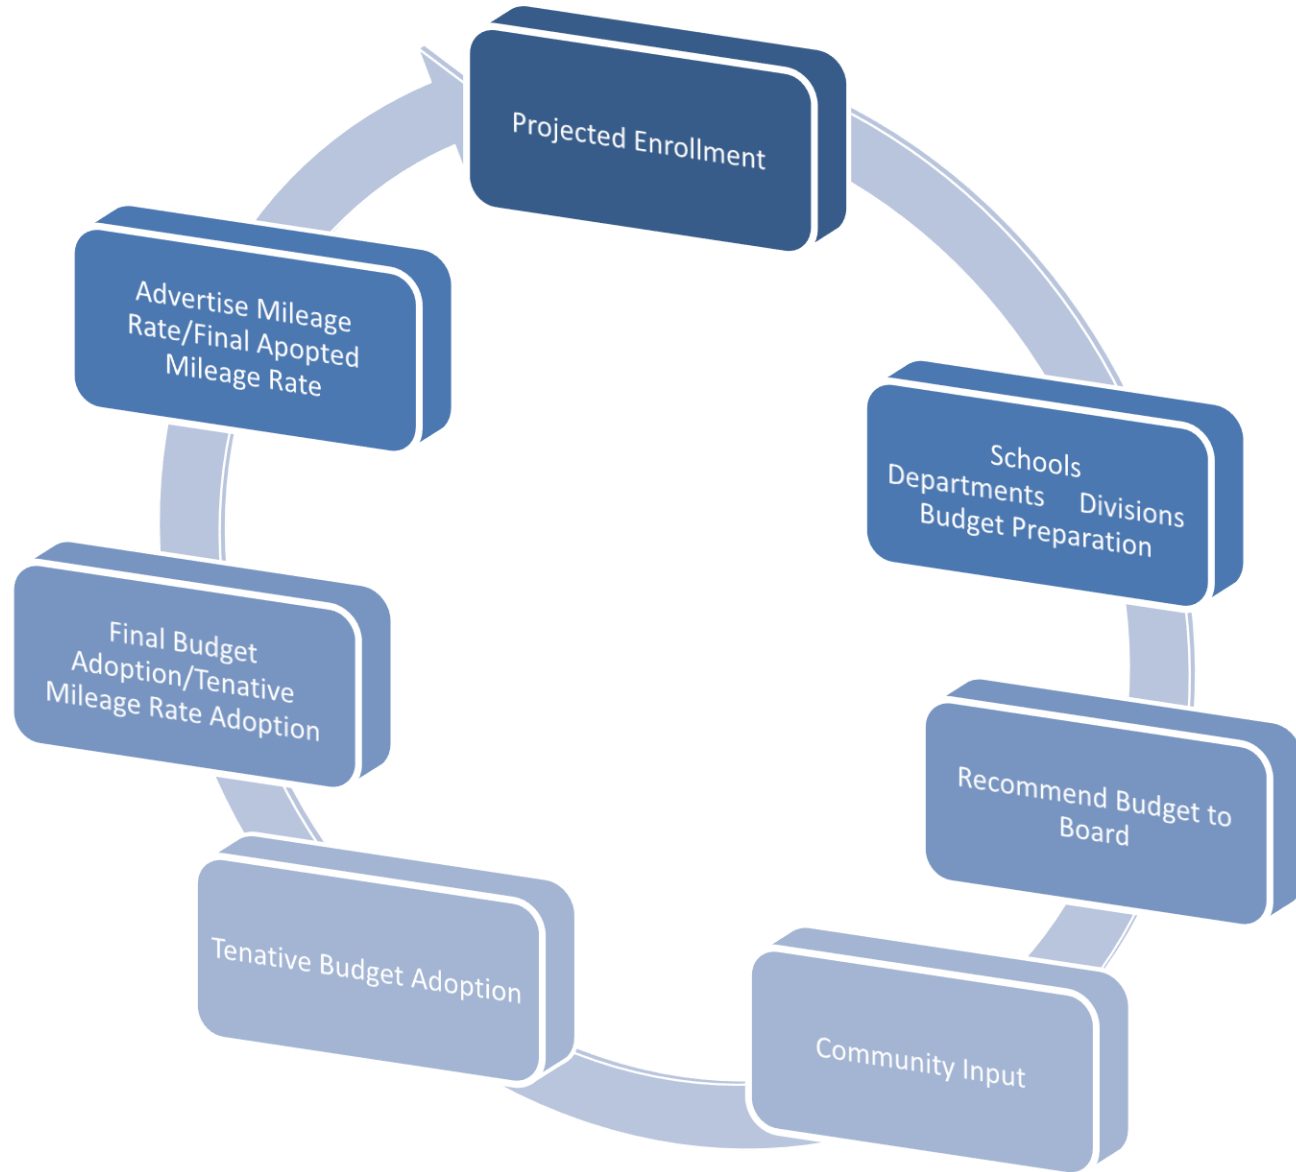 Projected Enrollment
Schools
Departments Divisions
Budget Preparation
Recommend Budget to
Board
Community Input
Tenative Budget Adoption
Final Budget
Adoption/Tenative
Mileage Rate Adoption
Advertise Mileage
Rate/Final Apopted
Mileage Rate